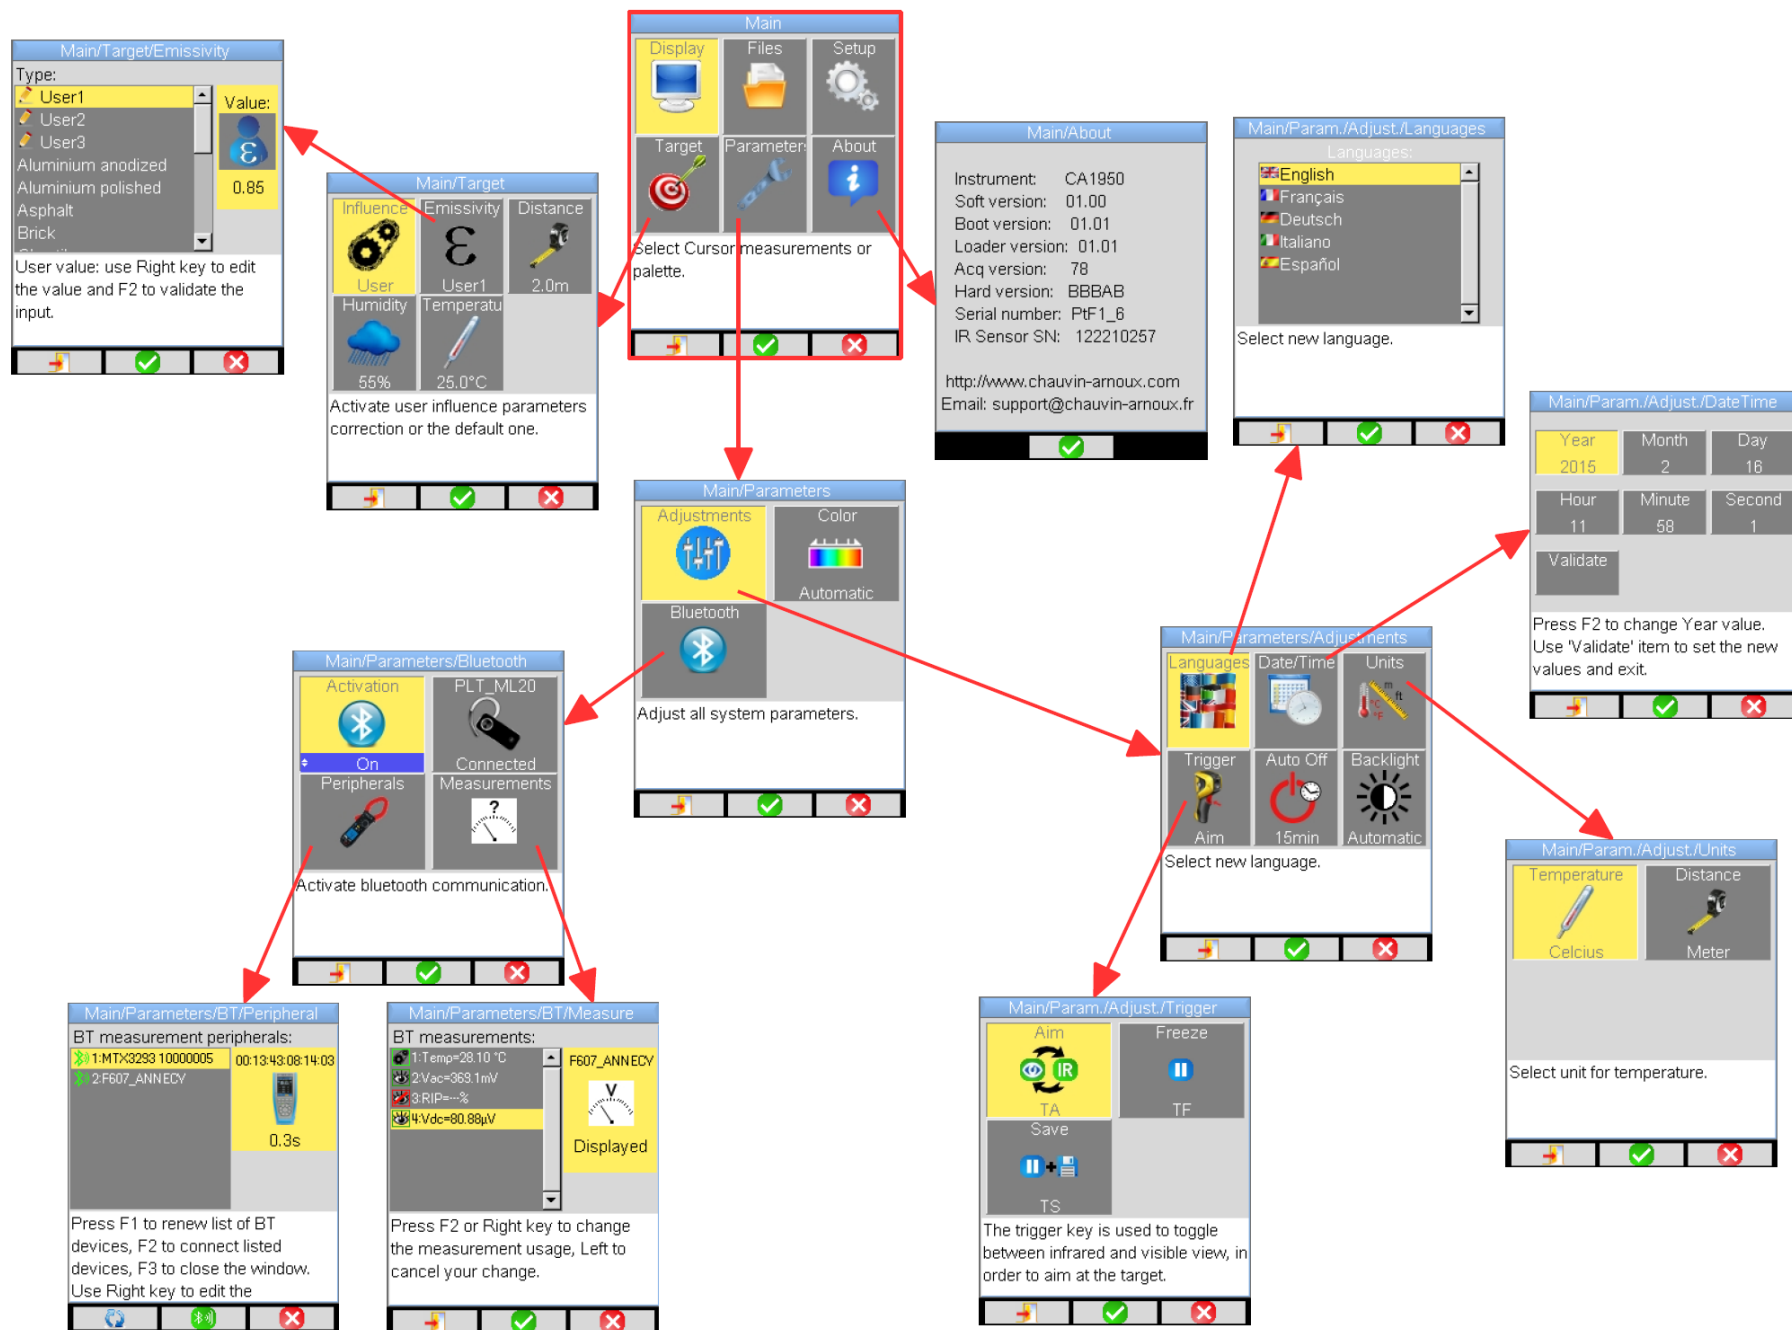 Main
Display
Files
Setup
Target
Parameter
About
Select Cursor measurements or
palette.
Main/Target/Emissivity
Type:
User1
User2
User3
Aluminium anodized
Aluminium polished
Asphalt
Brick
Value:
ε
0.85
User value: use Right key to edit
the value and F2 to validate the
input.
Main/Target
Influence
Emissivity
Distance
ε
User
User1
2.0m
Humidity
Temperatu
55%
25.0°C
Activate user influence parameters
correction or the default one.
Main/About
Instrument: CA1950
Soft version: 01.00
Boot version: 01.01
Loader version: 01.01
Acq version: 78
Hard version: BBBAB
Serial number: PtF1_6
IR Sensor SN: 122210257
http://www.chauvin-arnoux.com
Email: support@chauvin-arnoux.fr
Main/Param./Adjust./Languages
Languages:
English
Français
Deutsch
Italiano
Español
Select new language.
Main/Param./Adjust./DateTime
Year
Month
Day
2015
2
16
Hour
Minute
Second
11
58
1
Validate
Press F2 to change Year value.
Use 'Validate' item to set the new
values and exit.
Main/Parameters
Adjustments
Color
Automatic
Bluetooth
Adjust all system parameters.
Main/Parameters/Bluetooth
Activation
PLT_ML20
On
Connected
Peripherals
Measurements
?
Activate bluetooth communication.
Main/Parameters/Adjustments
Languages
Date/Time
Units
m
ft
°C
°F
Trigger
Auto Off
Backlight
Aim
15min
Automatic
Select new language.
Main/Param./Adjust./Units
Temperature
Distance
Celcius
Meter
Select unit for temperature.
Main/Parameters/BT/Peripheral
BT measurement peripherals:
1:MTX3293 10000005
2:F607_ANNECY
00:13:43:08:14:03
0.3s
Press F1 to renew list of BT
devices, F2 to connect listed
devices, F3 to close the window.
Use Right key to edit the
Main/Parameters/BT/Measure
BT measurements:
1:Temp=28.10 °C
2:Vac=369.1mV
3:RIP=---%
4:Vdc=80.88µV
F607_ANNECY
V
Displayed
Press F2 or Right key to change
the measurement usage, Left to
cancel your change.
Main/Param./Adjust./Trigger
Aim
Freeze
IR
TA
TF
Save
TS
The trigger key is used to toggle
between infrared and visible view, in
order to aim at the target.